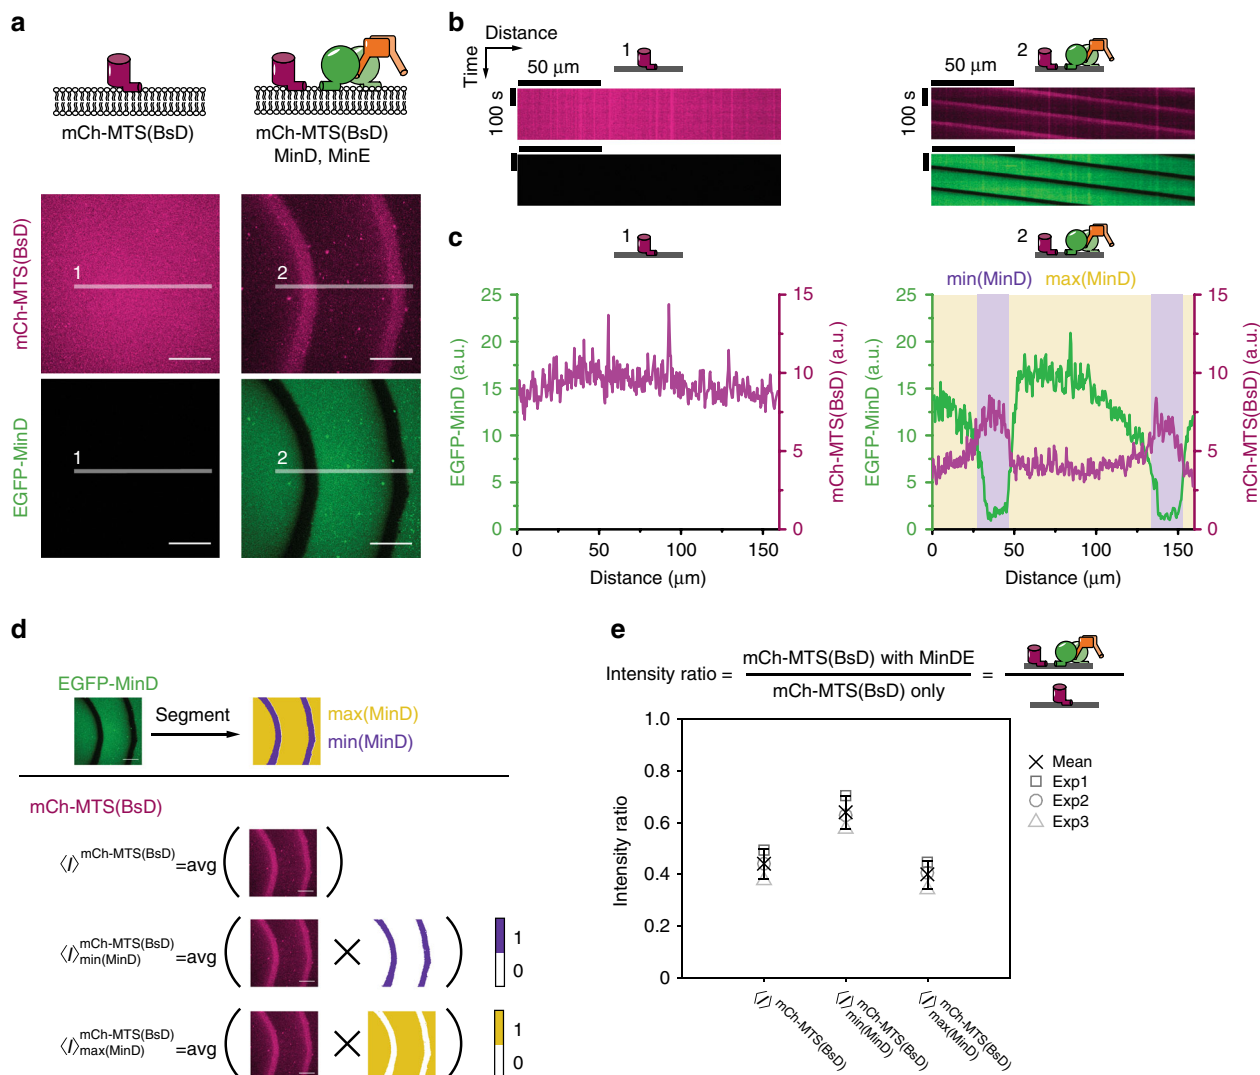 a
mCh-MTS(BsD)
mCh-MTS(BsD)
MinD, MinE
mCh-MTS(BsD)
1
2
EGFP-MinD
1
2
b
Distance
Time
1
50 μm
100 s
2
50 μm
100 s
c
1
25
20
15
10
5
0
EGFP-MinD (a.u.)
15
10
5
0
mCh-MTS(BsD) (a.u.)
0 50 100 150
Distance (μm)
2
min(MinD) max(MinD)
25
20
15
10
5
0
EGFP-MinD (a.u.)
15
10
5
0
mCh-MTS(BsD) (a.u.)
0 50 100 150
Distance (μm)
d
EGFP-MinD
Segment
max(MinD)
min(MinD)
mCh-MTS(BsD)
⟨I⟩ mCh-MTS(BsD) =avg ( )
⟨I⟩ mCh-MTS(BsD) min(MinD) =avg ( × ) 1 0
⟨I⟩ mCh-MTS(BsD) max(MinD) =avg ( × ) 1 0
e
Intensity ratio = mCh-MTS(BsD) with MinDE / mCh-MTS(BsD) only =
1.0
0.8
0.6
0.4
0.2
0
Intensity ratio
Mean
Exp1
Exp2
Exp3
⟨I⟩ mCh-MTS(BsD)
⟨I⟩ mCh-MTS(BsD) min(MinD)
⟨I⟩ mCh-MTS(BsD) max(MinD)